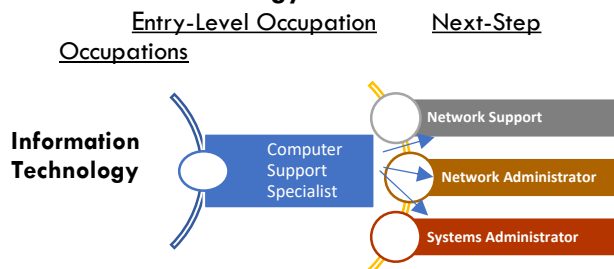 Entry-Level Occupation Next-Step
Occupations
Information
Technology
Computer
Support
Specialist
Network Support
Network Administrator
Systems Administrator